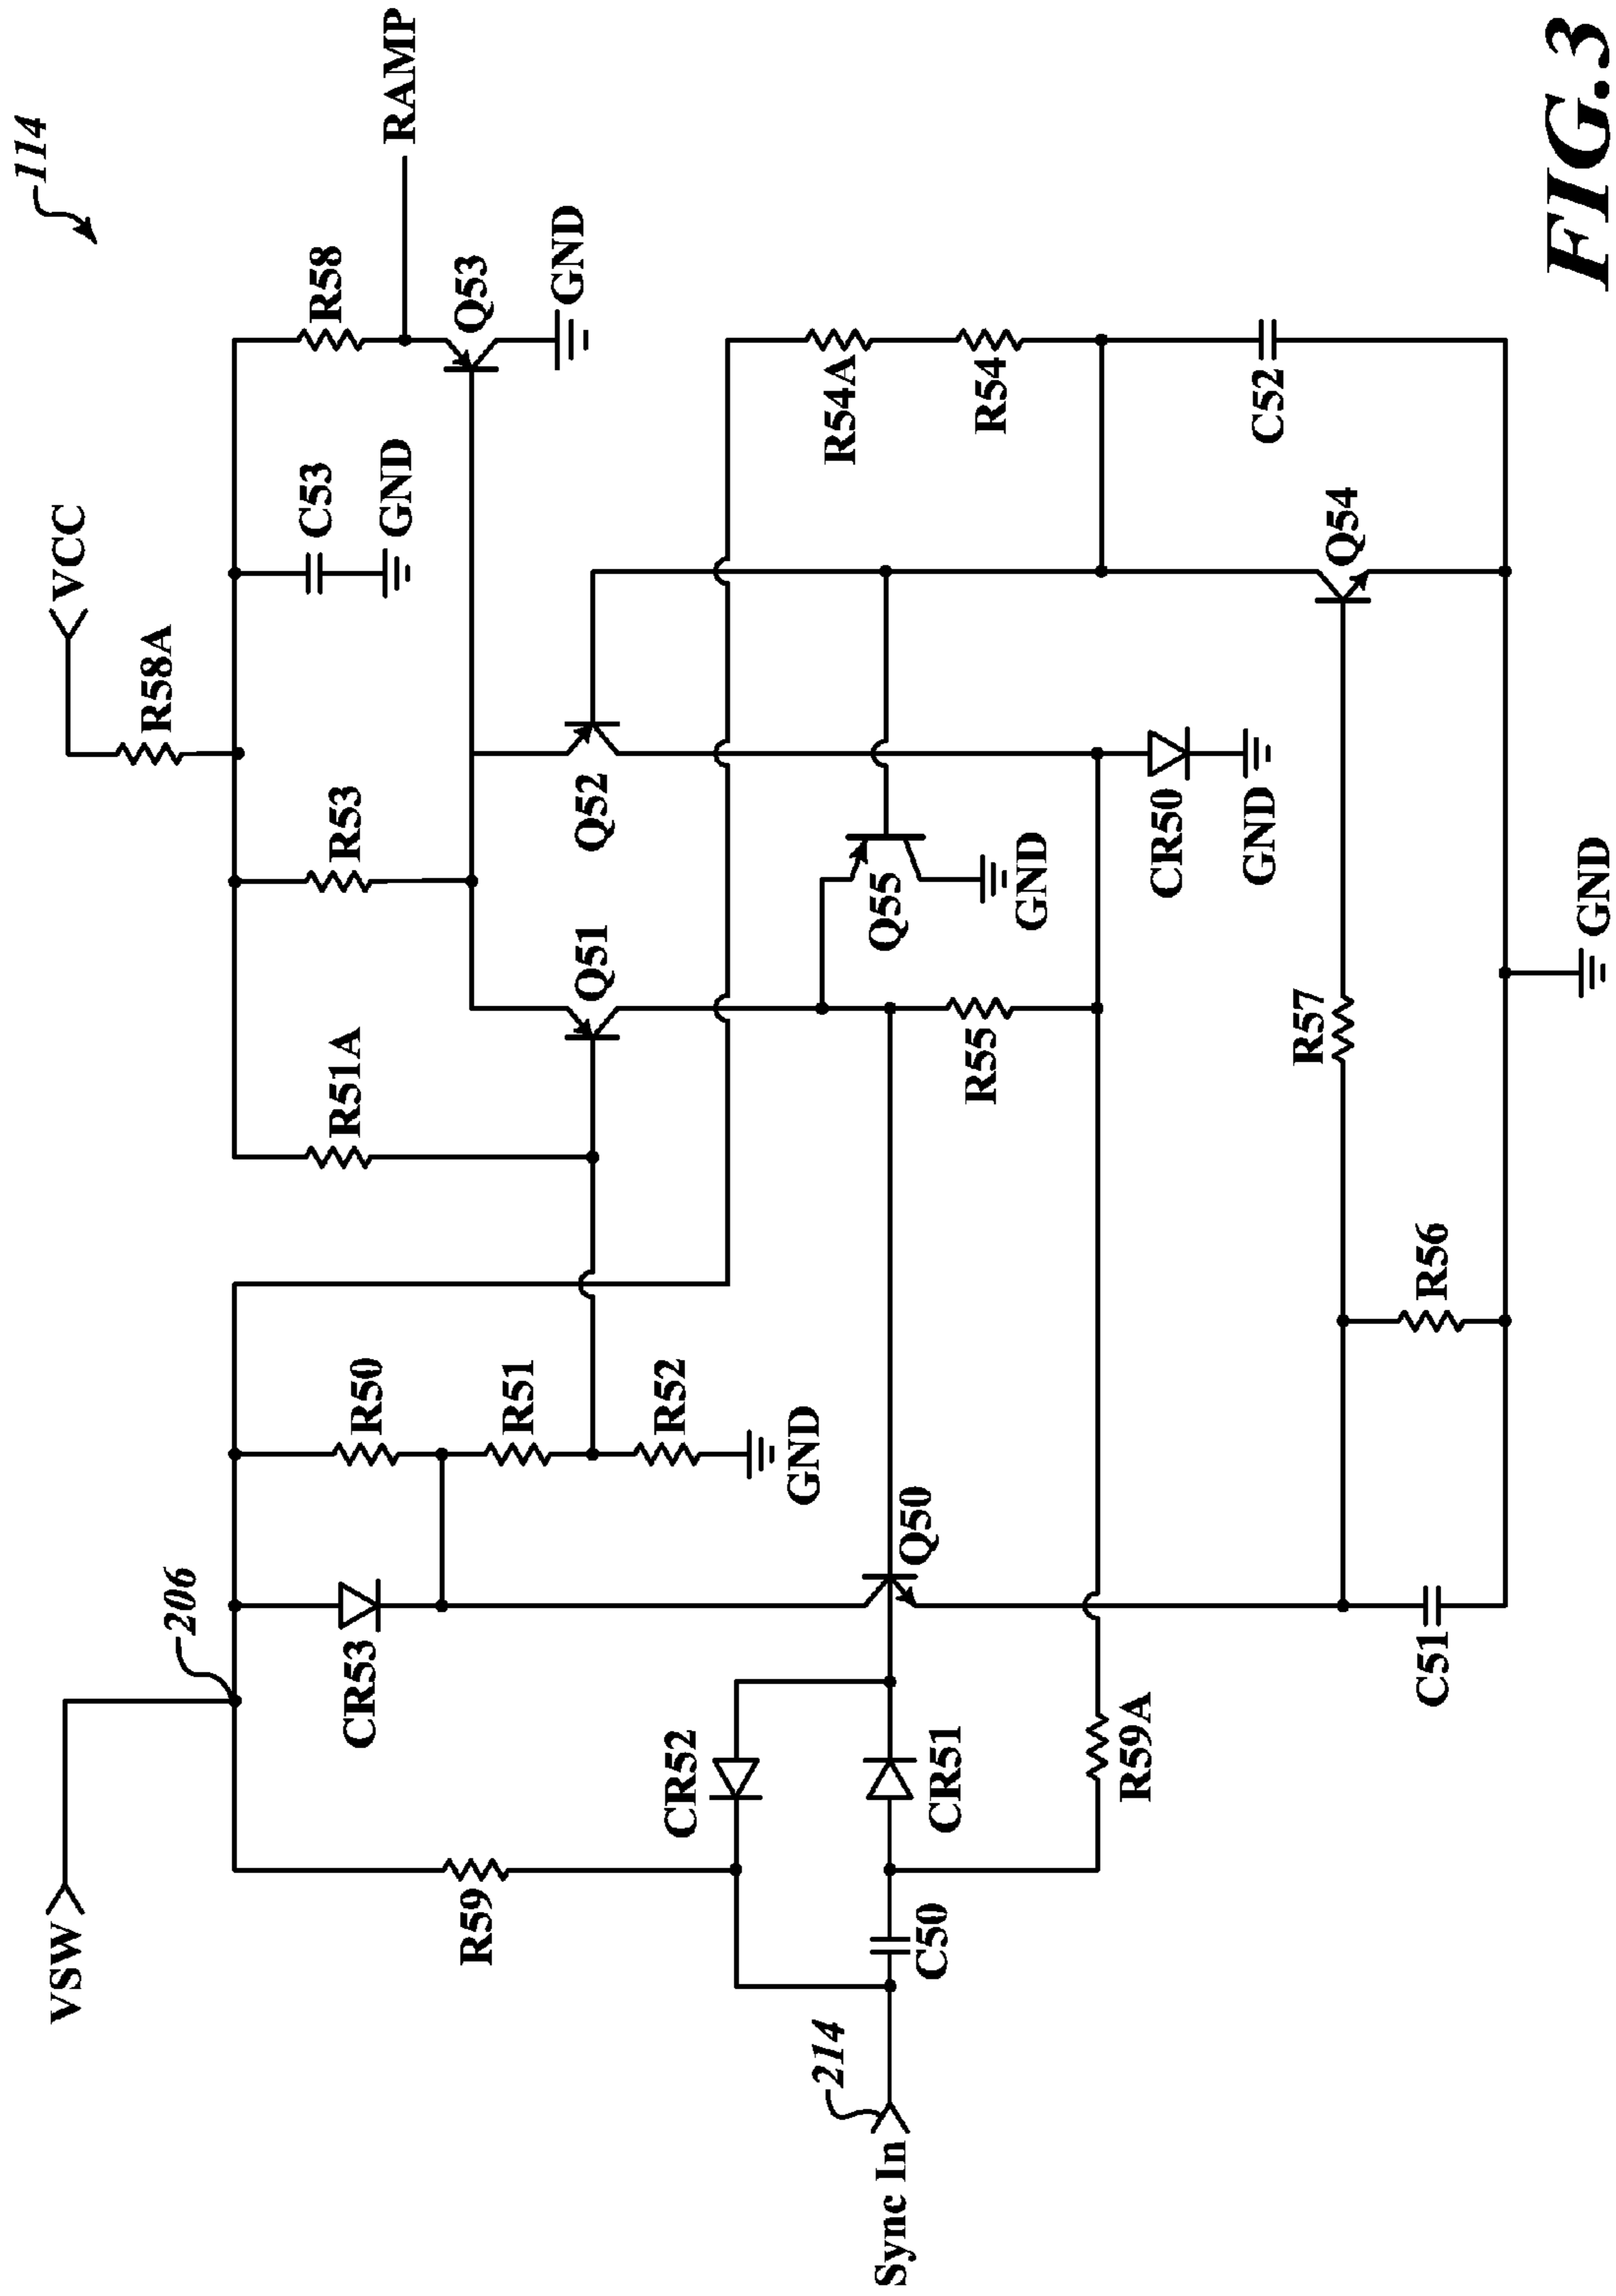 114
VCC
VSW
206
R58A
R58
RAMP
C53
GND
R53
R51A
Q53
GND
R50
CR53
R51
R59
Q51
Q52
R52
GND
CR52
R54A
Q55
GND
R54
214
Sync In
C50
CR51
Q50
R55
R59A
CR50
GND
C52
Q54
R57
R56
C51
GND
FIG.3